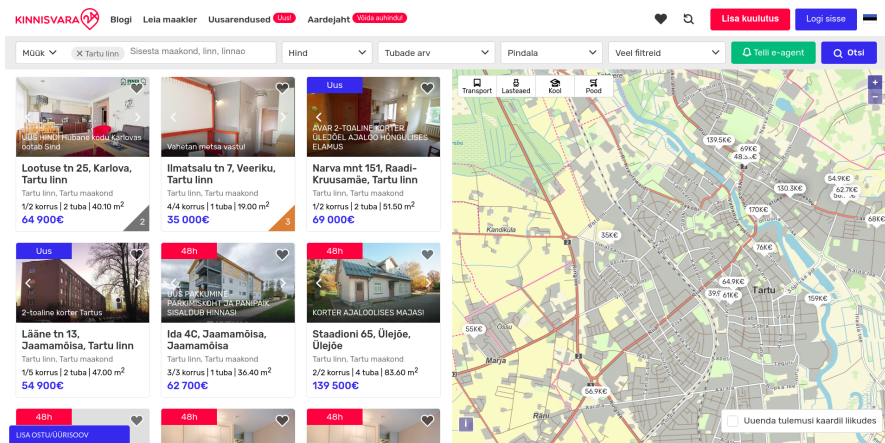 KINNISVARA24
Blogi
Leia maakler
Uusarendused
Uus!
Aardejaht
Võida auhindu!
Lisa kuulutus
Logi sisse
Müük
× Tartu linn
Sisesta maakond, linn, linnao
Hind
Tubade arv
Pindala
Veel filtreid
Telli e-agent
Otsi
PINDI
UUS HIND! Hubane kodu Karlovas
ootab Sind
Lootuse tn 25, Karlova,
Tartu linn
Tartu linn, Tartu maakond
1/2 korrus | 2 tuba | 40.10 m²
64 900€
2
Vahetan metsa vastu!
Ilmatsalu tn 7, Veeriku,
Tartu linn
Tartu linn, Tartu maakond
4/4 korrus | 1 tuba | 19.00 m²
35 000€
3
Uus
AVAR 2-TOALINE KORTER
ÜLEJÕEL AJALOO HÕNGULISES
ELAMUS
Narva mnt 151, Raadi-
Kruusamäe, Tartu linn
Tartu linn, Tartu maakond
1/2 korrus | 2 tuba | 51.50 m²
69 000€
Uus
2-toaline korter Tartus
Lääne tn 13,
Jaamamõisa, Tartu linn
Tartu linn, Tartu maakond
1/5 korrus | 2 tuba | 47.00 m²
54 900€
48h
UUS PAKKUMINE
PARKIMISKOHT JA PANIPAIK
SISALDUB HINNAS!
Ida 4C, Jaamamõisa,
Jaamamõisa
Tartu linn, Tartu maakond
3/3 korrus | 1 tuba | 36.40 m²
62 700€
48h
KORTER AJALOOLISES MAJAS!
Staadioni 65, Ülejõe,
Ülejõe
Tartu linn, Tartu maakond
2/2 korrus | 4 tuba | 83.60 m²
139 500€
48h
48h
48h
LISA OSTU/ÜÜRISOOV
Transport
Lasteaed
Kool
Pood
+
−
139.5K€
69K€
54.9K€
130.3K€
62.7K€
170K€
68K€
35K€
Kandiküla
76K€
64.9K€
61K€
Tartu
159K€
55K€
Ossu
Märja
56.9K€
Räni
i
Uuenda tulemusi kaardil liikudes